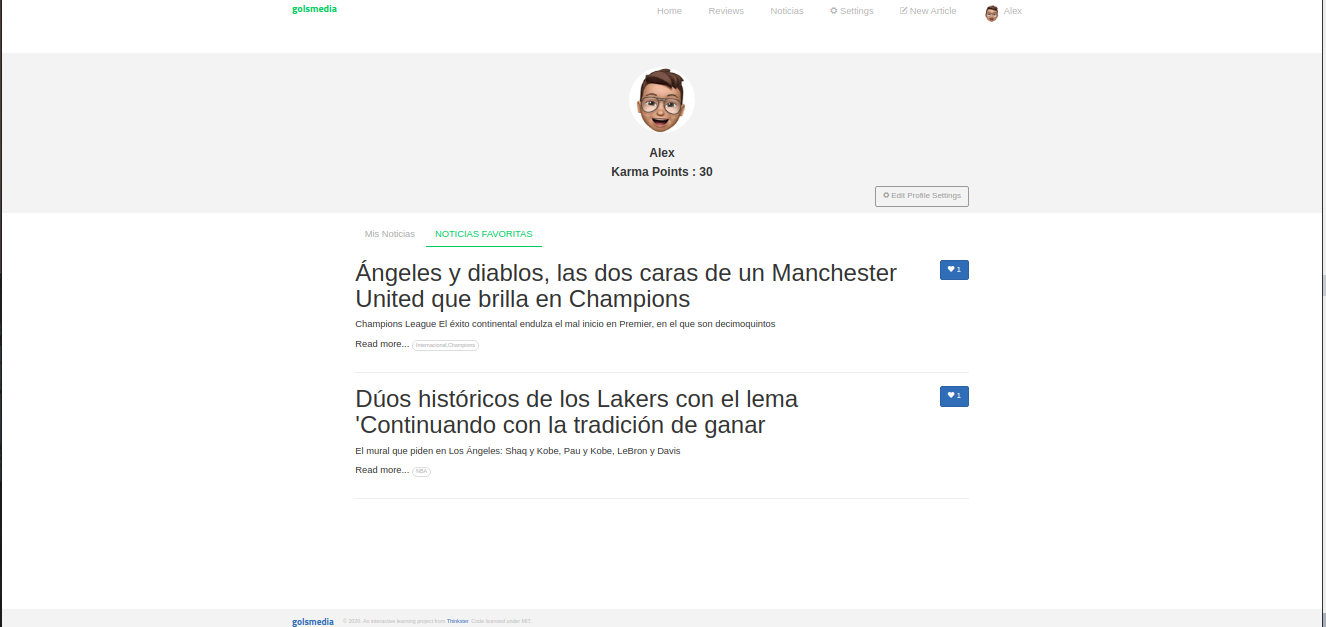 golsmedia
Home Reviews Noticias Settings New Article Alex
Alex
Karma Points : 30
Edit Profile Settings
Mis Noticias NOTICIAS FAVORITAS
Ángeles y diablos, las dos caras de un Manchester
United que brilla en Champions
1
Champions League El éxito continental endulza el mal inicio en Premier, en el que son decimoquintos
Read more... Internacional,Champions
Dúos históricos de los Lakers con el lema
'Continuando con la tradición de ganar
1
El mural que piden en Los Ángeles: Shaq y Kobe, Pau y Kobe, LeBron y Davis
Read more... NBA
golsmedia © 2020. An interactive learning project from Thinkster. Code licensed under MIT.